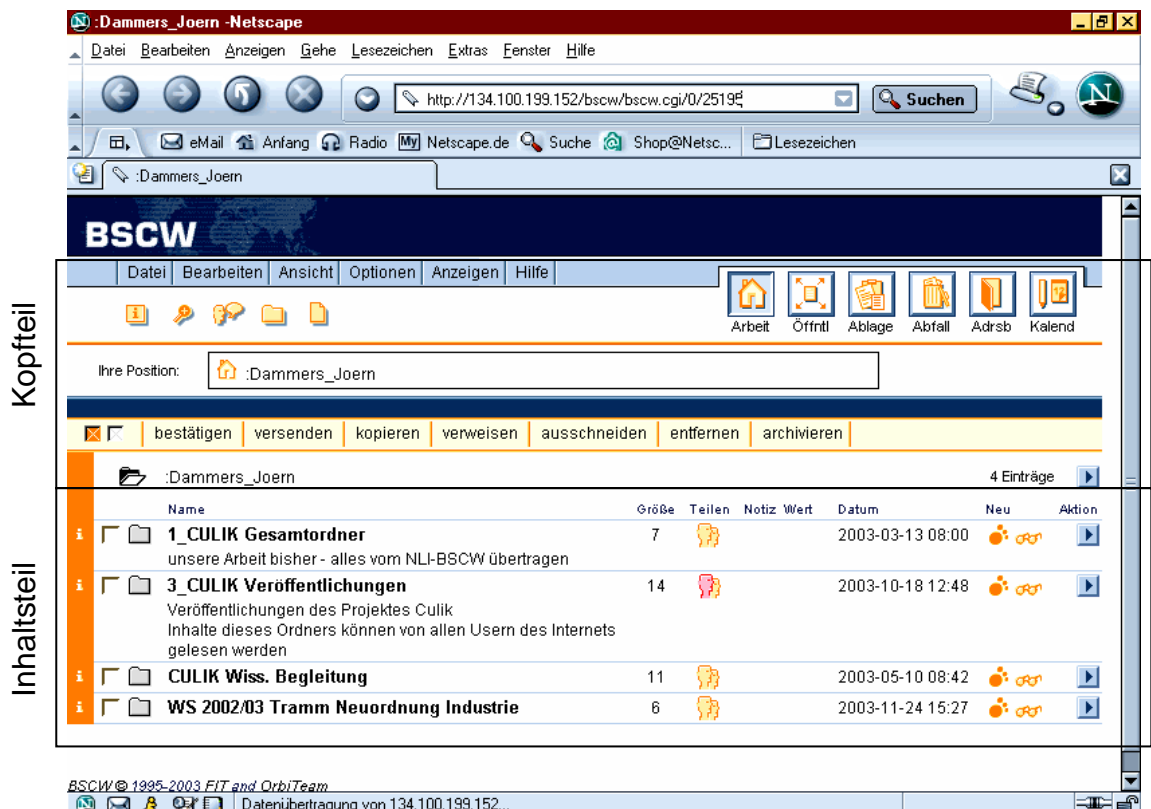 :Dammers_Joern -Netscape
Datei Bearbeiten Anzeigen Gehe Lesezeichen Extras Fenster Hilfe
http://134.100.199.152/bscw/bscw.cgi/0/25195 Suchen
eMail Anfang Radio My Netscape.de Suche Shop@Netsc... Lesezeichen
:Dammers_Joern
BSCW
Kopfteil
Datei Bearbeiten Ansicht Optionen Anzeigen Hilfe
Arbeit Öffntl Ablage Abfall Adrsb Kalend
Ihre Position: :Dammers_Joern
bestätigen versenden kopieren verweisen ausschneiden entfernen archivieren
:Dammers_Joern 4 Einträge
Inhaltsteil
Name Größe Teilen Notiz Wert Datum Neu Aktion
1_CULIK Gesamtordner 7 2003-03-13 08:00
unsere Arbeit bisher - alles vom NLI-BSCW übertragen
3_CULIK Veröffentlichungen 14 2003-10-18 12:48
Veröffentlichungen des Projektes Culik
Inhalte dieses Ordners können von allen Usern des Internets
gelesen werden
CULIK Wiss. Begleitung 11 2003-05-10 08:42
WS 2002/03 Tramm Neuordnung Industrie 6 2003-11-24 15:27
BSCW © 1995-2003 FIT and OrbiTeam
Datenübertragung von 134.100.199.152...